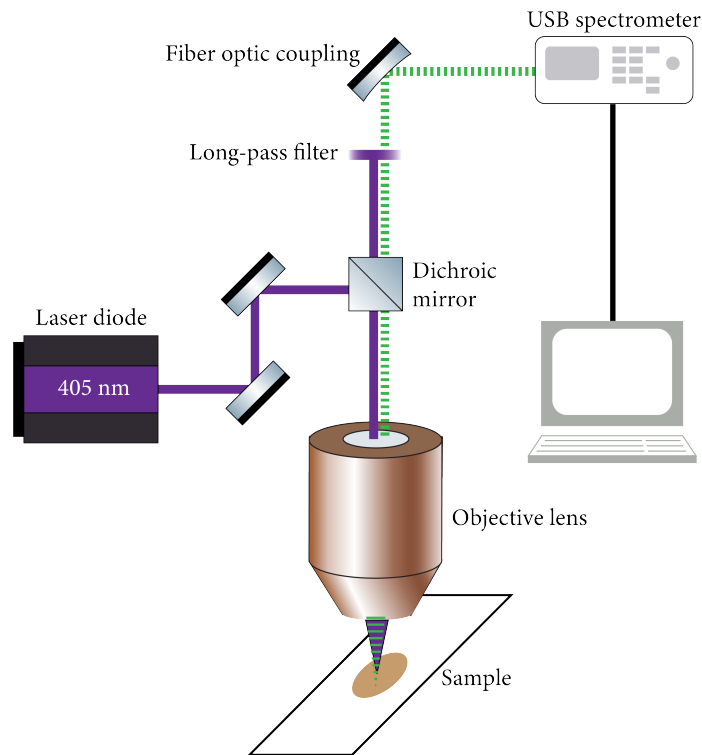 USB spectrometer
Fiber optic coupling
Long-pass filter
Dichroic
mirror
Laser diode
405 nm
Objective lens
Sample